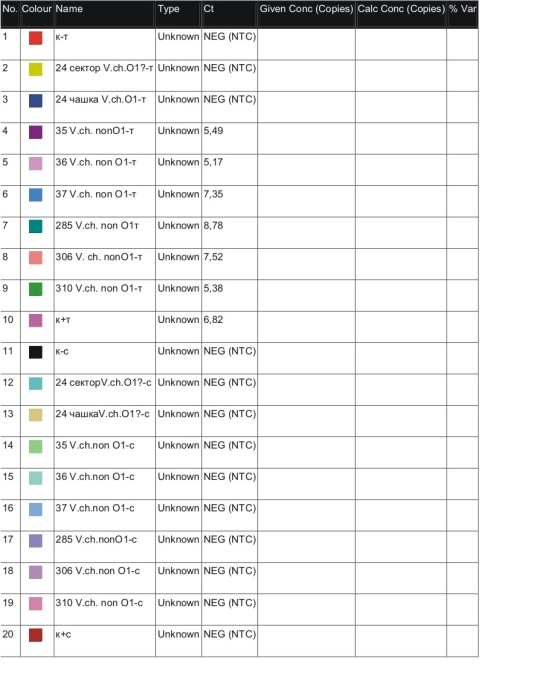 No. Colour Name Type Ct Given Conc (Copies) Calc Conc (Copies) % Var
1 к-т Unknown NEG (NTC)
2 24 сектор V.ch.O1?-т Unknown NEG (NTC)
3 24 чашка V.ch.O1-т Unknown NEG (NTC)
4 35 V.ch. nonO1-т Unknown 5,49
5 36 V.ch. non O1-т Unknown 5,17
6 37 V.ch. non O1-т Unknown 7,35
7 285 V.ch. non O1т Unknown 8,78
8 306 V. ch. nonO1-т Unknown 7,52
9 310 V.ch. non O1-т Unknown 5,38
10 к+т Unknown 6,82
11 к-с Unknown NEG (NTC)
12 24 секторV.ch.O1?-с Unknown NEG (NTC)
13 24 чашкаV.ch.O1?-с Unknown NEG (NTC)
14 35 V.ch.non O1-с Unknown NEG (NTC)
15 36 V.ch.non O1-с Unknown NEG (NTC)
16 37 V.ch.non O1-с Unknown NEG (NTC)
17 285 V.ch.nonO1-с Unknown NEG (NTC)
18 306 V.ch.non O1-с Unknown NEG (NTC)
19 310 V.ch. non O1-с Unknown NEG (NTC)
20 к+с Unknown NEG (NTC)